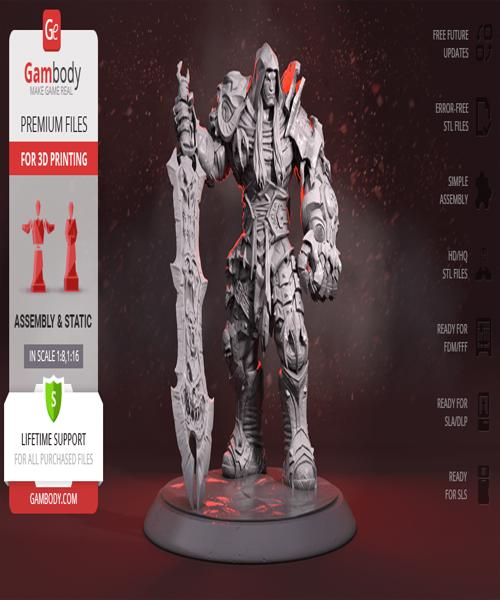 Ge
Gambody
MAKE GAME REAL
PREMIUM FILES
FOR 3D PRINTING
ASSEMBLY & STATIC
IN SCALE 1:8,1:16
S
LIFETIME SUPPORT
FOR ALL PURCHASED FILES
GAMBODY.COM
FREE FUTURE
UPDATES
ERROR-FREE
STL FILES
SIMPLE
ASSEMBLY
HD/HQ
STL FILES
READY FOR
FDM/FFF
READY FOR
SLA/DLP
READY
FOR SLS